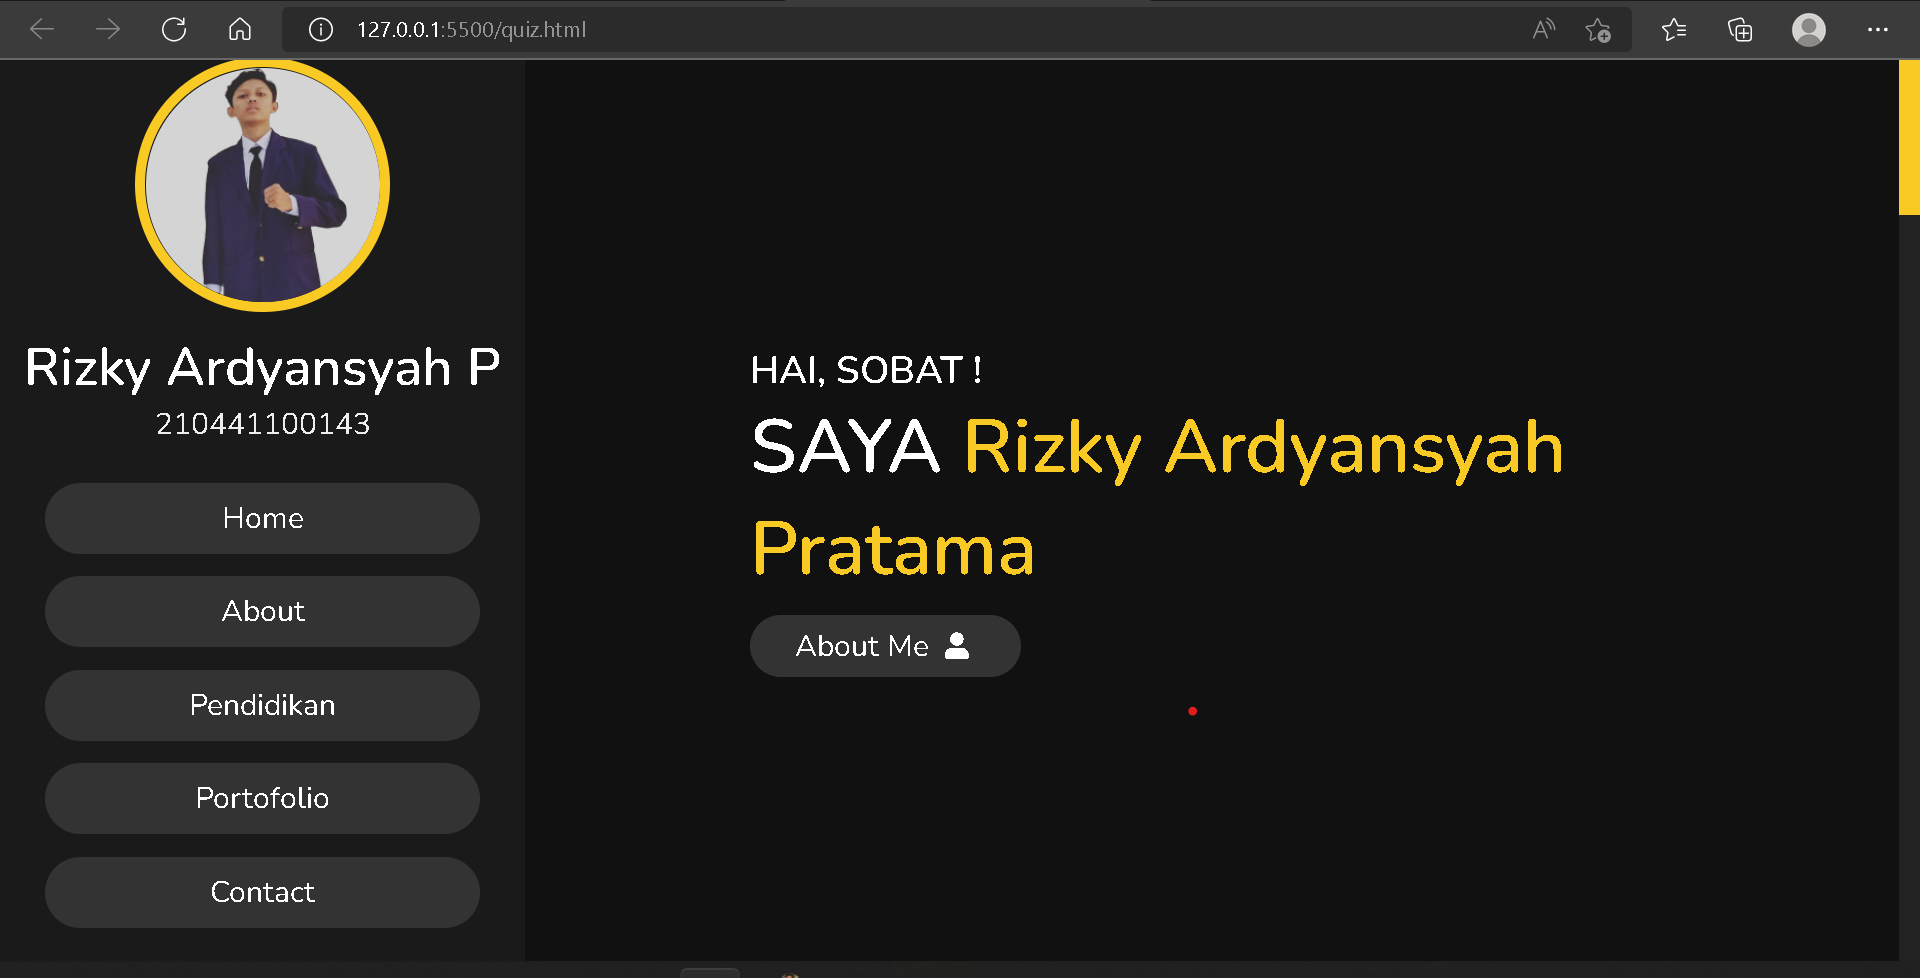 127.0.0.1:5500/quiz.html
Rizky Ardyansyah P
210441100143
Home
About
Pendidikan
Portofolio
Contact
HAI, SOBAT !
SAYA Rizky Ardyansyah
Pratama
About Me